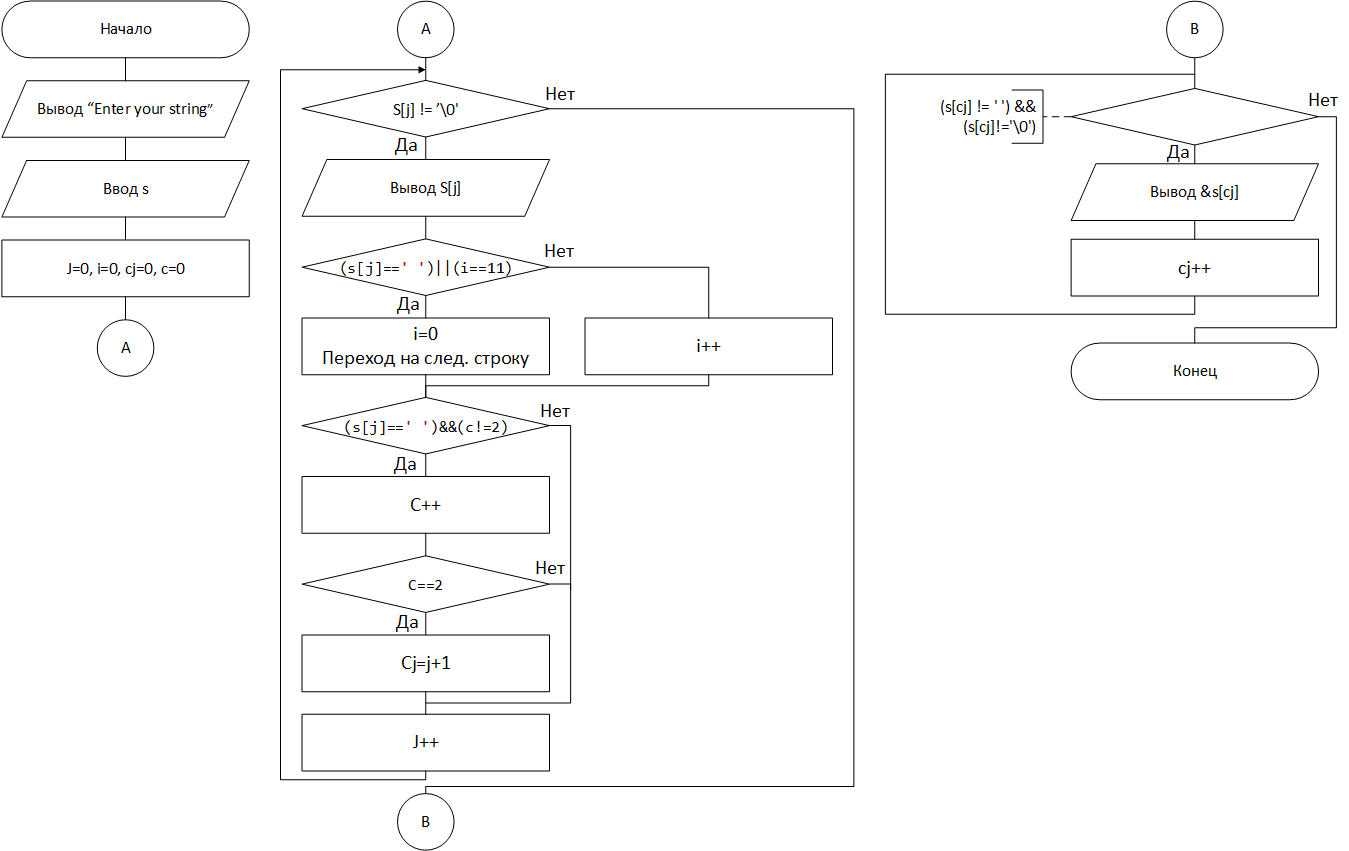 Начало
Вывод “Enter your string”
Ввод s
J=0, i=0, cj=0, c=0
A
A
S[j] != ’\0'
Нет
Да
Вывод S[j]
(s[j]==' ')||(i==11)
Нет
Да
i=0
Переход на след. строку
i++
(s[j]==' ')&&(c!=2)
Нет
Да
C++
C==2
Нет
Да
Cj=j+1
J++
B
B
(s[cj] != ' ') &&
(s[cj]!='\0')
Нет
Да
Вывод &s[cj]
cj++
Конец